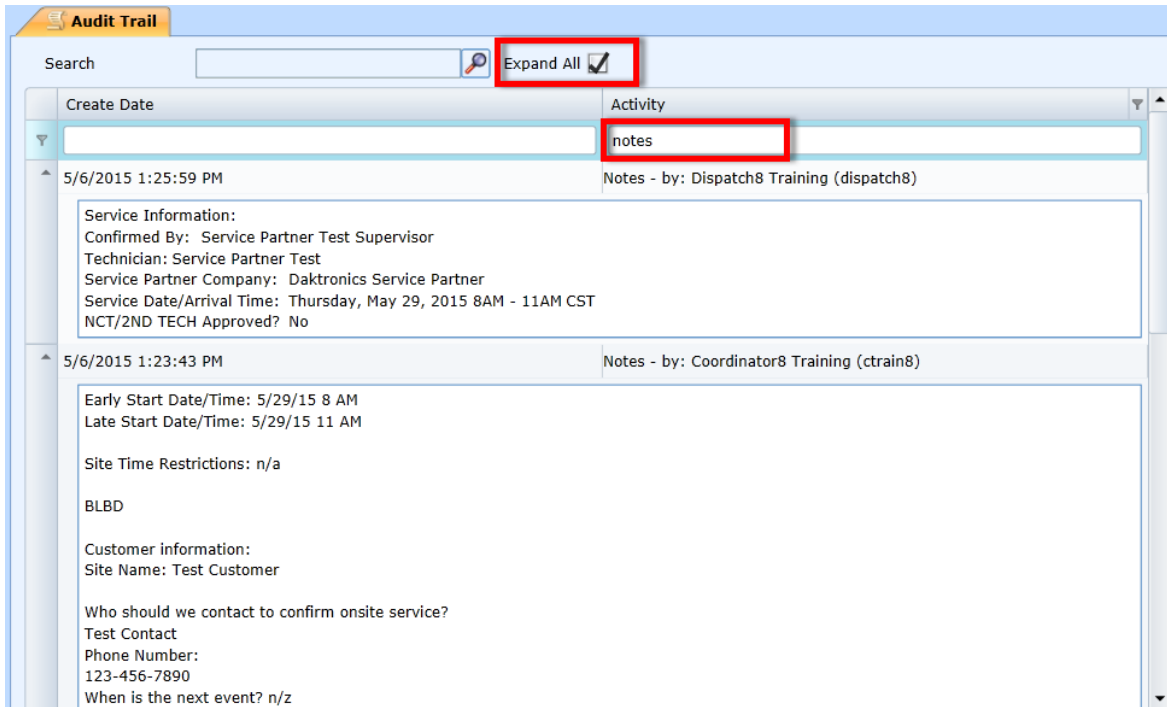 Audit Trail
Search
Expand All
Create Date Activity
notes
5/6/2015 1:25:59 PM Notes - by: Dispatch8 Training (dispatch8)
Service Information:
Confirmed By:  Service Partner Test Supervisor
Technician: Service Partner Test
Service Partner Company:  Daktronics Service Partner
Service Date/Arrival Time:  Thursday, May 29, 2015 8AM - 11AM CST
NCT/2ND TECH Approved?  No
5/6/2015 1:23:43 PM Notes - by: Coordinator8 Training (ctrain8)
Early Start Date/Time: 5/29/15 8 AM
Late Start Date/Time: 5/29/15 11 AM
Site Time Restrictions: n/a
BLBD
Customer information:
Site Name: Test Customer
Who should we contact to confirm onsite service?
Test Contact
Phone Number:
123-456-7890
When is the next event? n/z